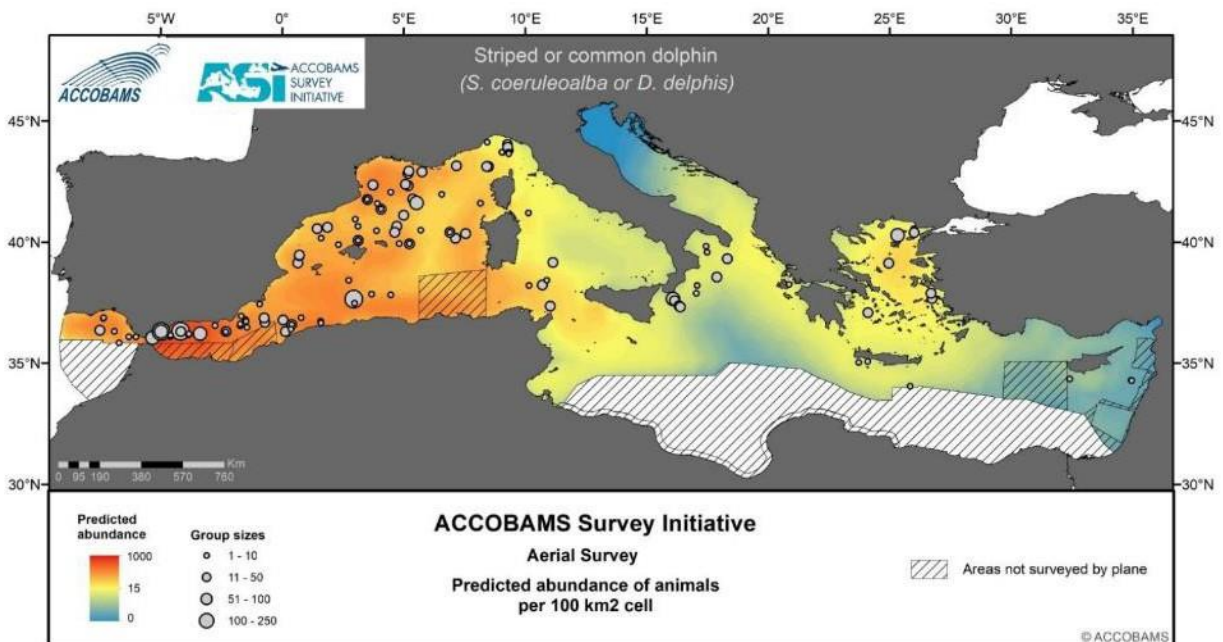 5°W 0° 5°E 10°E 15°E 20°E 25°E 30°E 35°E
ACCOBAMS
ASI ACCOBAMS
SURVEY
INITIATIVE
Striped or common dolphin
(S. coeruleoalba or D. delphis)
45°N 45°N
40°N 40°N
35°N 35°N
Km
0 95 190 380 570 760
30°N 30°N
Predicted
abundance
1000
15
0
Group sizes
1 - 10
11 - 50
51 - 100
100 - 250
ACCOBAMS Survey Initiative
Aerial Survey
Predicted abundance of animals
per 100 km2 cell
Areas not surveyed by plane
© ACCOBAMS